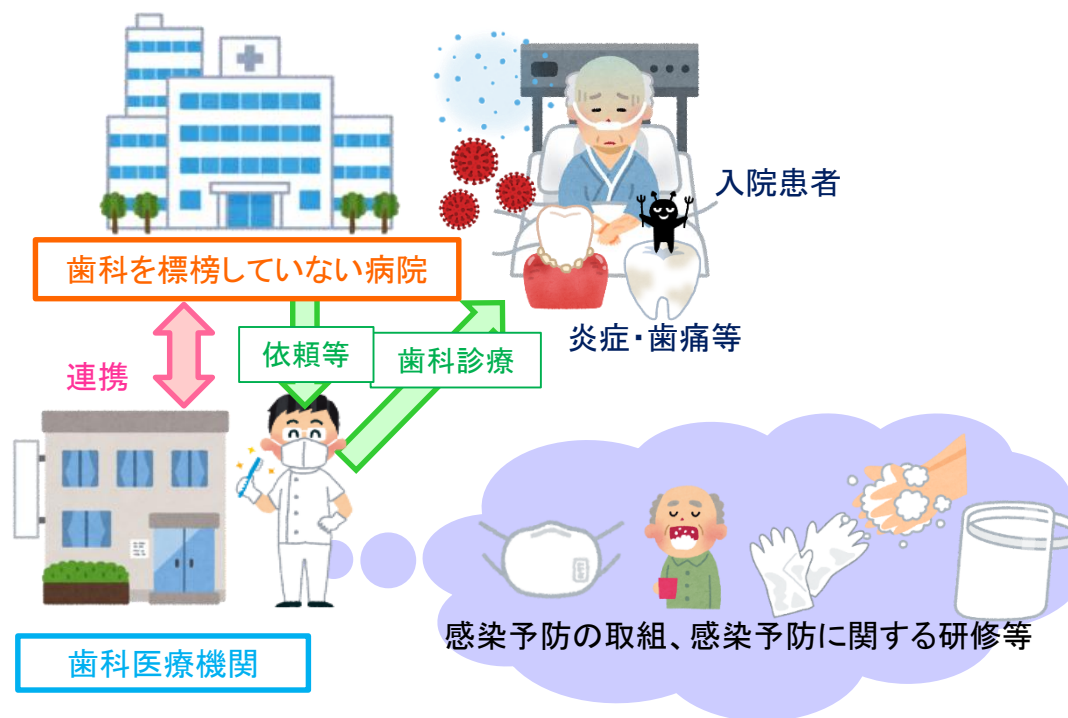 入院患者
歯科を標榜していない病院
炎症・歯痛等
依頼等
歯科診療
連携
感染予防の取組、感染予防に関する研修等
歯科医療機関